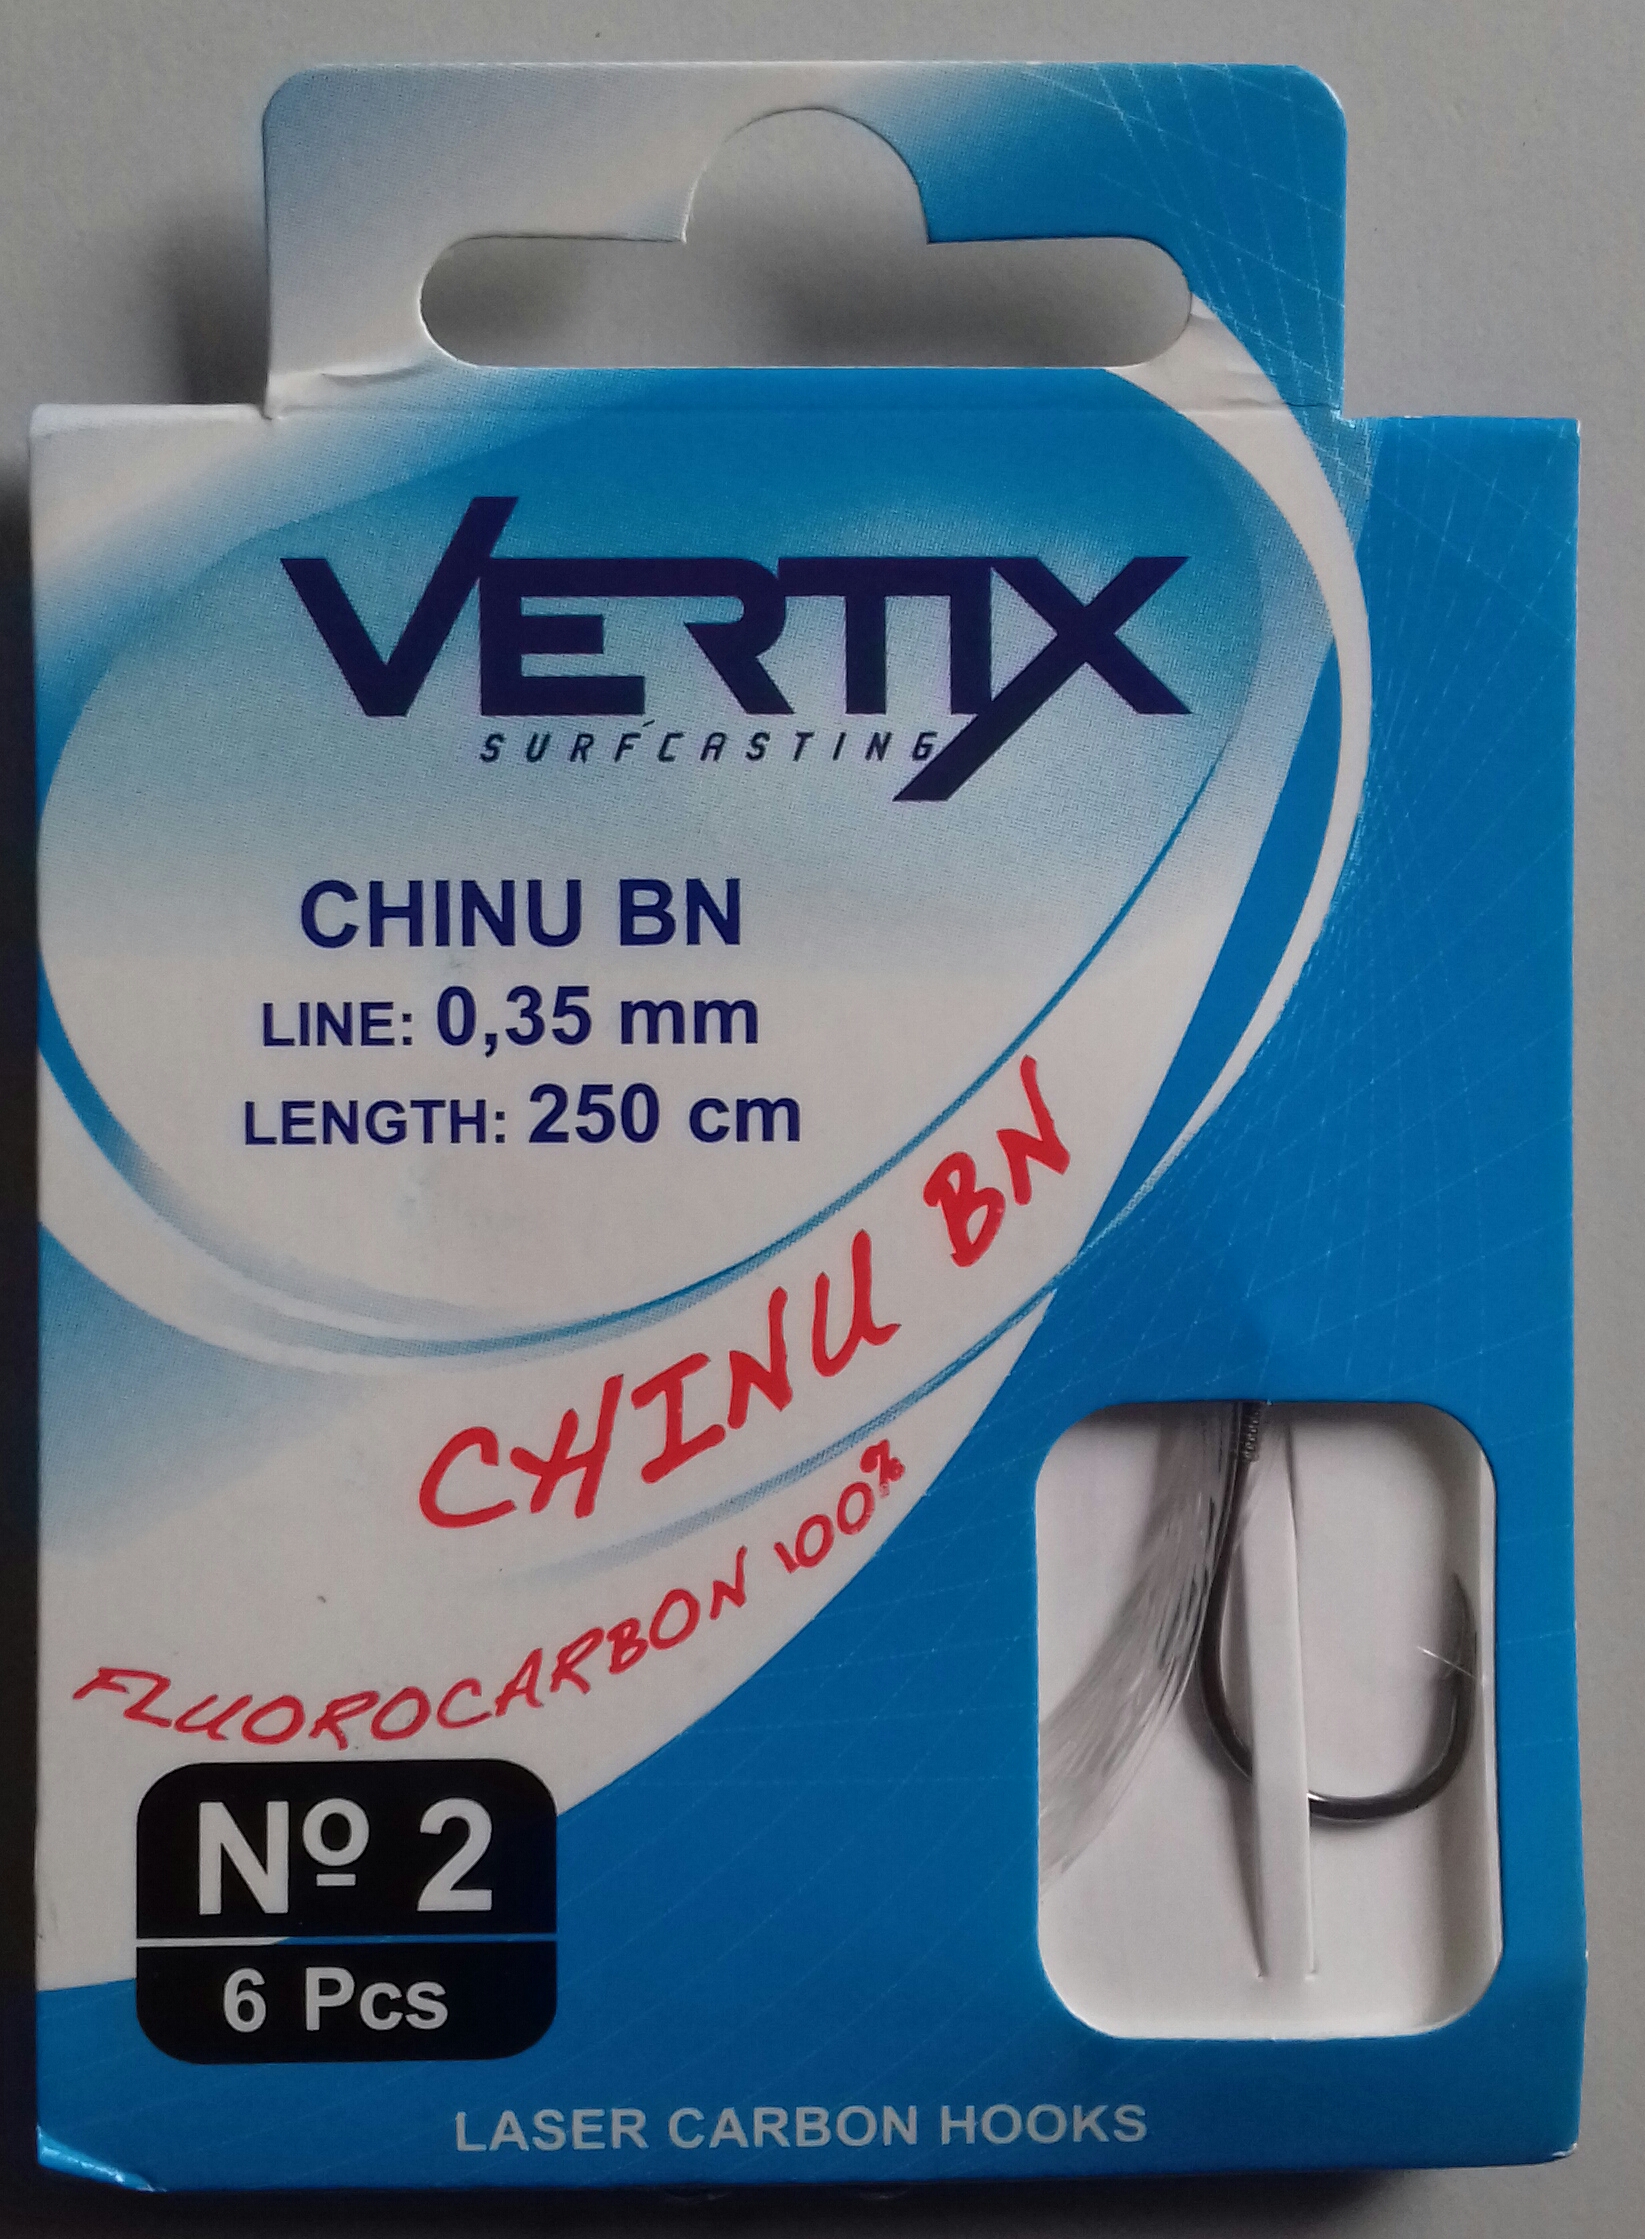 VERTIX
SURFCASTING
CHINU BN
LINE: 0,35 mm
LENGTH: 250 cm
CHINU BN
FLUOROCARBON 100%
Nº 2
6 Pcs
LASER CARBON HOOKS